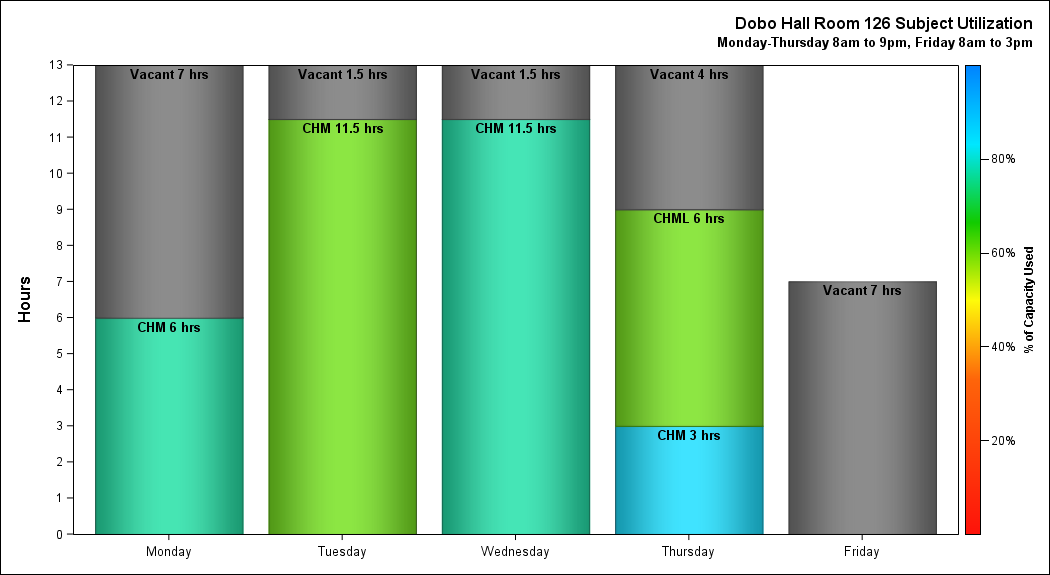 Dobo Hall Room 126 Subject Utilization
Monday-Thursday 8am to 9pm, Friday 8am to 3pm
Hours
13
12
11
10
9
8
7
6
5
4
3
2
1
0
Vacant 7 hrs
CHM 6 hrs
Vacant 1.5 hrs
CHM 11.5 hrs
Vacant 1.5 hrs
CHM 11.5 hrs
Vacant 4 hrs
CHML 6 hrs
CHM 3 hrs
Vacant 7 hrs
Monday
Tuesday
Wednesday
Thursday
Friday
80%
60%
40%
20%
% of Capacity Used